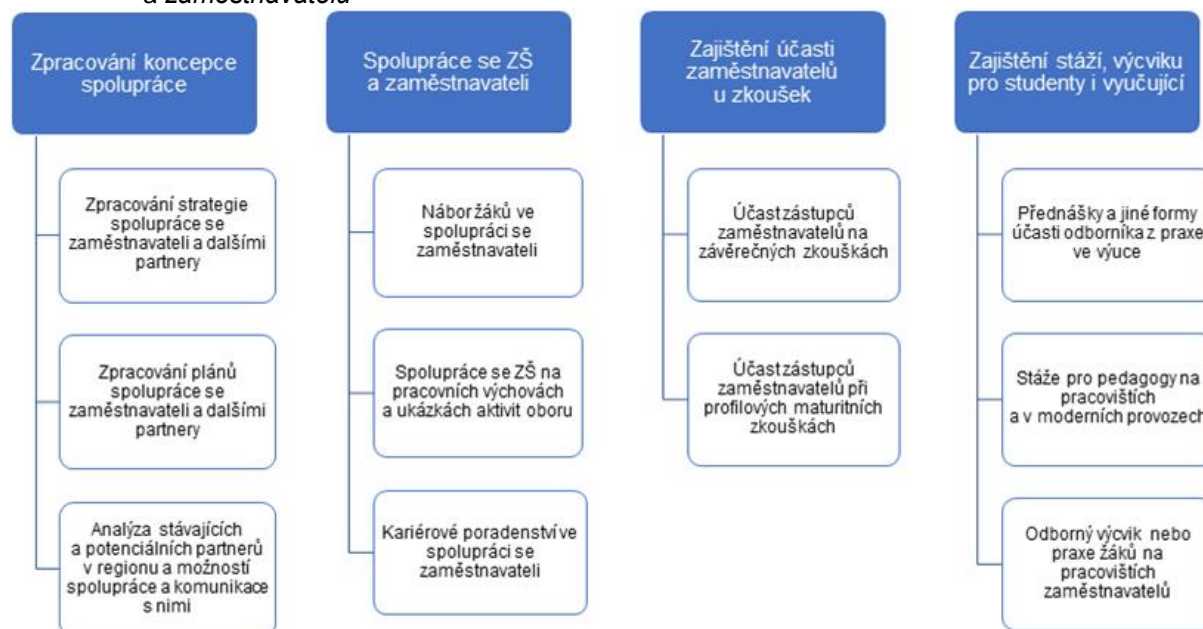 a zaměstnavatelů
Zpracování koncepce
spolupráce
Zpracování strategie
spolupráce se
zaměstnavateli a dalšími
partnery
Zpracování plánů
spolupráce se
zaměstnavateli a dalšími
partnery
Analýza stávajících
a potenciálních partnerů
v regionu a možností
spolupráce a komunikace
s nimi
Spolupráce se ZŠ
a zaměstnavateli
Nábor žáků ve
spolupráci se
zaměstnavateli
Spolupráce se ZŠ na
pracovních výchovách
a ukázkách aktivit oboru
Kariérové poradenství ve
spolupráci se
zaměstnavateli
Zajištění účasti
zaměstnavatelů
u zkoušek
Účast zástupců
zaměstnavatelů na
závěrečných zkouškách
Účast zástupců
zaměstnavatelů při
profilových maturitních
zkouškách
Zajištění stáží, výcviku
pro studenty i vyučující
Přednášky a jiné formy
účasti odborníka z praxe
ve výuce
Stáže pro pedagogy na
pracovištích
a v moderních provozech
Odborný výcvik nebo
praxe žáků na
pracovištích
zaměstnavatelů